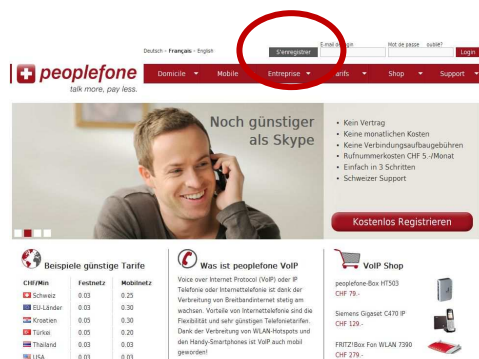 Deutsch · Français · English
S'enregistrer
E-mail de login
Mot de passe oublié?
Login
peoplefone
talk more, pay less.
Domicile
Mobile
Entreprise
Tarifs
Shop
Support
Noch günstiger
als Skype
• Kein Vertrag
• Keine monatlichen Kosten
• Keine Verbindungsaufbaugebühren
• Rufnummerkosten CHF 5.-/Monat
• Einfach in 3 Schritten
• Schweizer Support
Kostenlos Registrieren
Beispiele günstige Tarife
CHF/Min Festnetz Mobilnetz
Schweiz 0.03 0.25
EU-Länder 0.03 0.30
Kroatien 0.05 0.30
Türkei 0.05 0.20
Thailand 0.03 0.03
USA 0.03 0.03
Was ist peoplefone VoIP
Voice over Internet Protocol (VoIP) oder IP
Telefonie oder Internettelefonie ist dank der
Verbreitung von Breitbandinternet stetig am
wachsen. Vorteile von Internettelefonie sind die
Flexibilität und sehr günstigen Telefonietarifen.
Dank der Verbreitung von WLAN-Hotspots und
den Handy-Smartphones ist VoIP auch mobil
geworden!
VoIP Shop
peoplefone-Box HT503
CHF 79.-
Siemens Gigaset C470 IP
CHF 129.-
FRITZ!Box Fon WLAN 7390
CHF 279.-